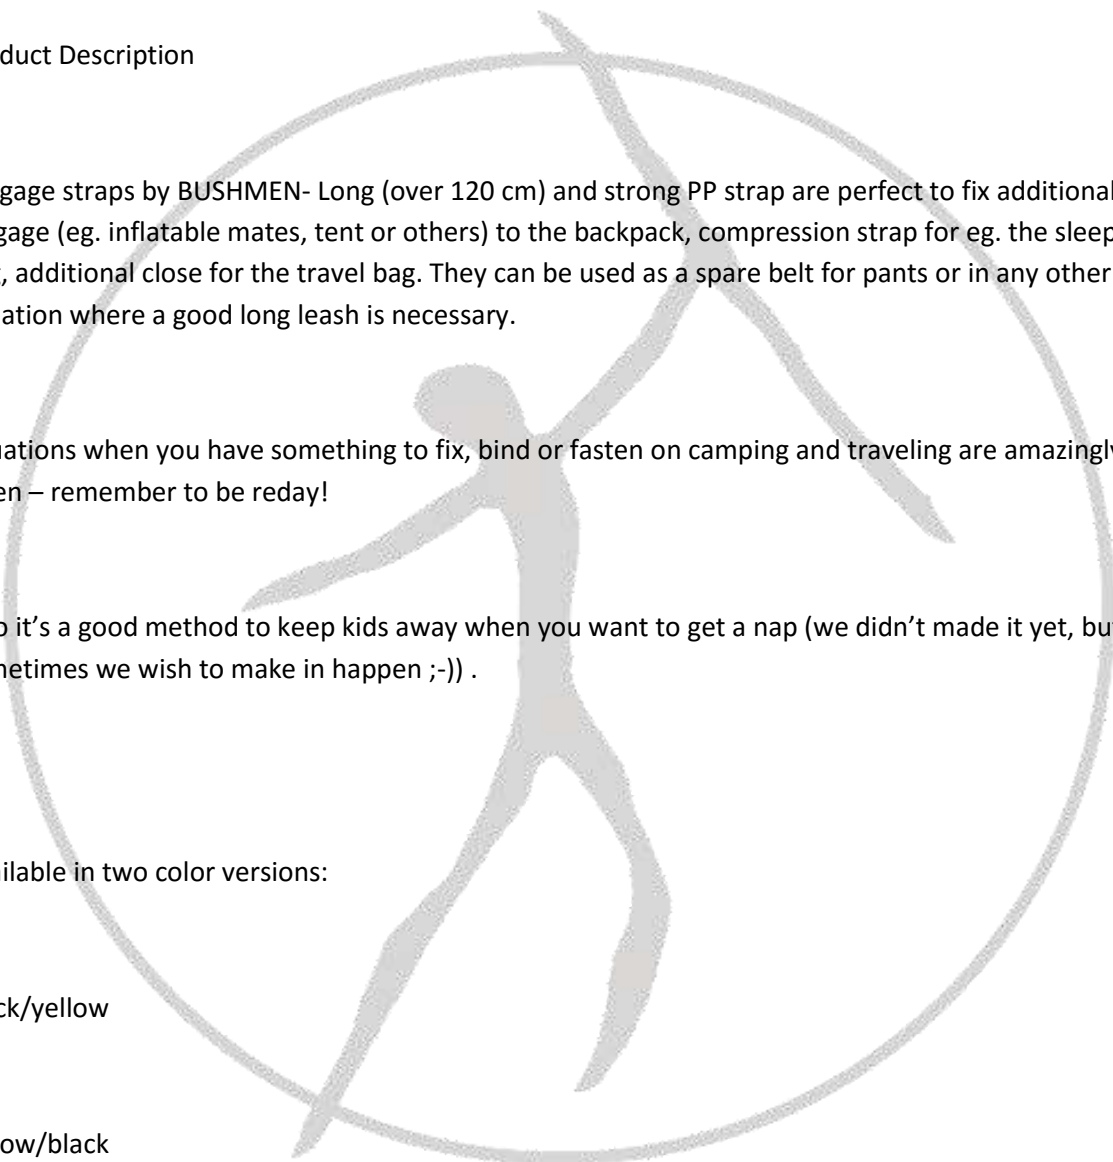 duct Description
gage straps by BUSHMEN- Long (over 120 cm) and strong PP strap are perfect to fix additional
gage (eg. inflatable mates, tent or others) to the backpack, compression strap for eg. the sleep
, additional close for the travel bag. They can be used as a spare belt for pants or in any other
ation where a good long leash is necessary.
uations when you have something to fix, bind or fasten on camping and traveling are amazingly
en – remember to be reday!
o it’s a good method to keep kids away when you want to get a nap (we didn’t made it yet, bu
metimes we wish to make in happen ;-)) .
ailable in two color versions:
ck/yellow
ow/black